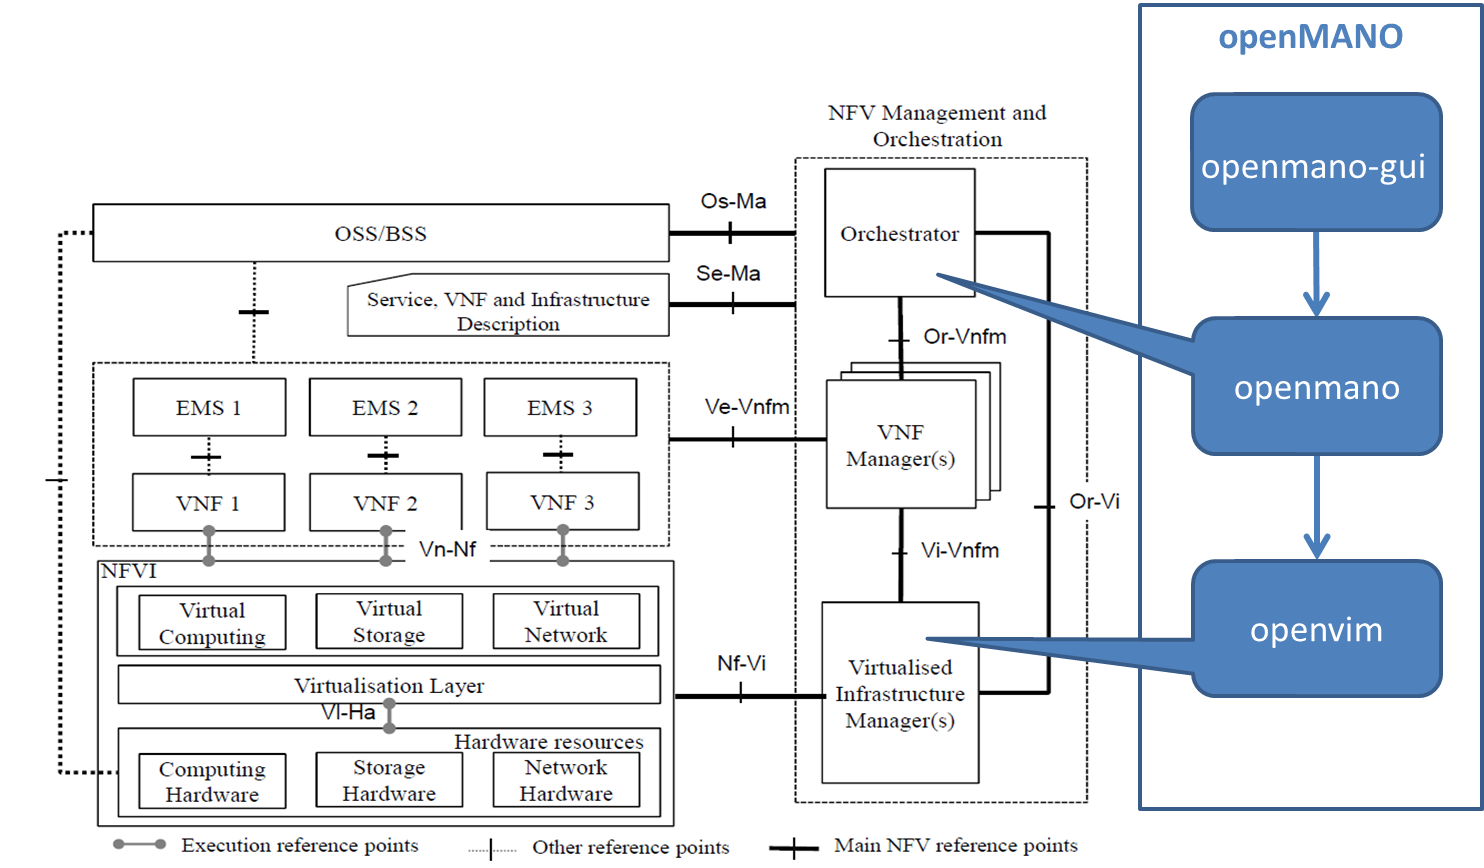 openMANO
NFV Management and
Orchestration
openmano-gui
Os-Ma
OSS/BSS
Orchestrator
Se-Ma
Service, VNF and Infrastructure
Description
Or-Vnfm
openmano
EMS 1
EMS 2
EMS 3
Ve-Vnfm
VNF
Manager(s)
VNF 1
VNF 2
VNF 3
Or-Vi
Vn-Nf
Vi-Vnfm
NFVI
Virtual
Computing
Virtual
Storage
Virtual
Network
openvim
Nf-Vi
Virtualised
Infrastructure
Manager(s)
Virtualisation Layer
Vl-Ha
Hardware resources
Computing
Hardware
Storage
Hardware
Network
Hardware
Execution reference points
Other reference points
Main NFV reference points